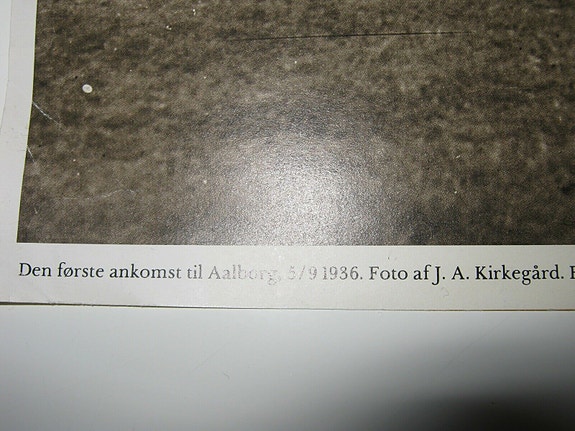 Den første ankomst til Aalborg, 5/9 1936. Foto af J. A. Kirkegård.